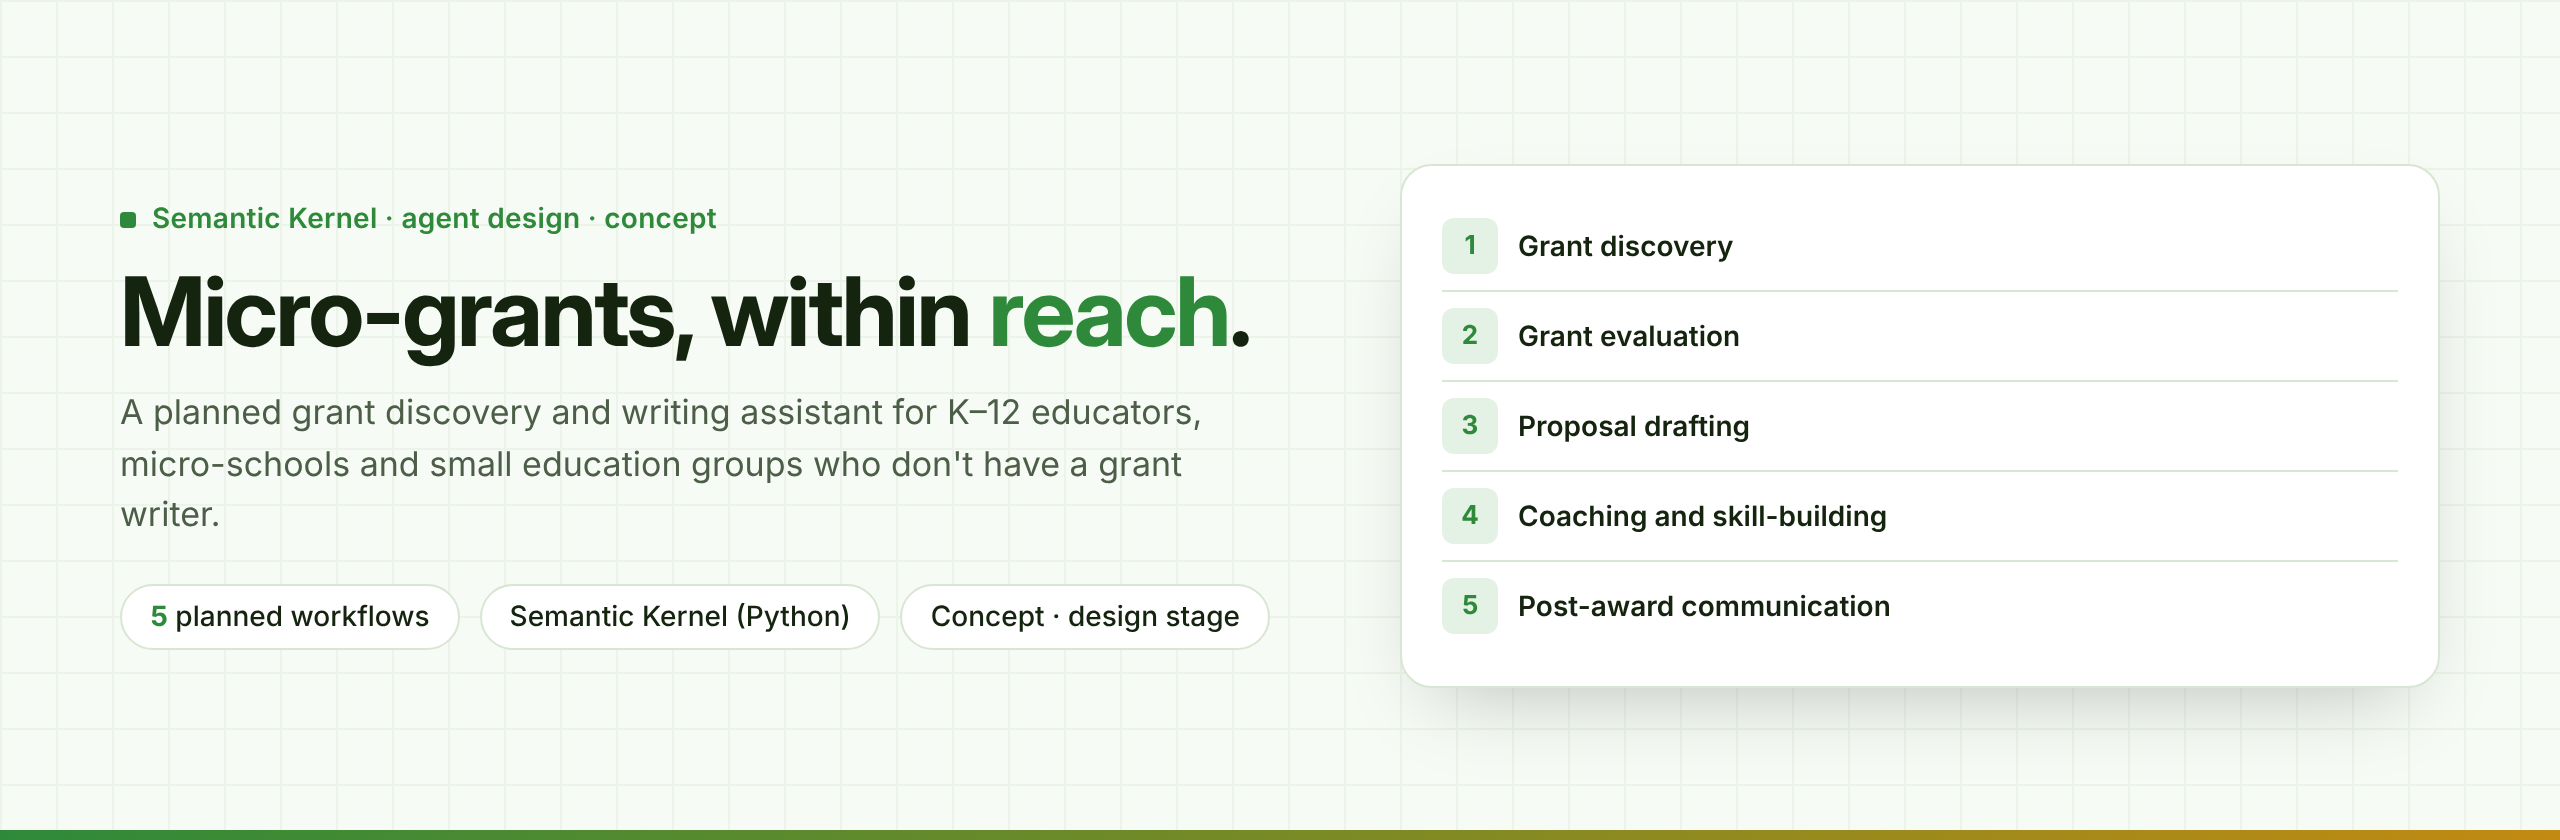 Semantic Kernel · agent design · concept
Micro-grants, within reach.
A planned grant discovery and writing assistant for K–12 educators,
micro-schools and small education groups who don't have a grant
writer.
5 planned workflows
Semantic Kernel (Python)
Concept · design stage
1 Grant discovery
2 Grant evaluation
3 Proposal drafting
4 Coaching and skill-building
5 Post-award communication